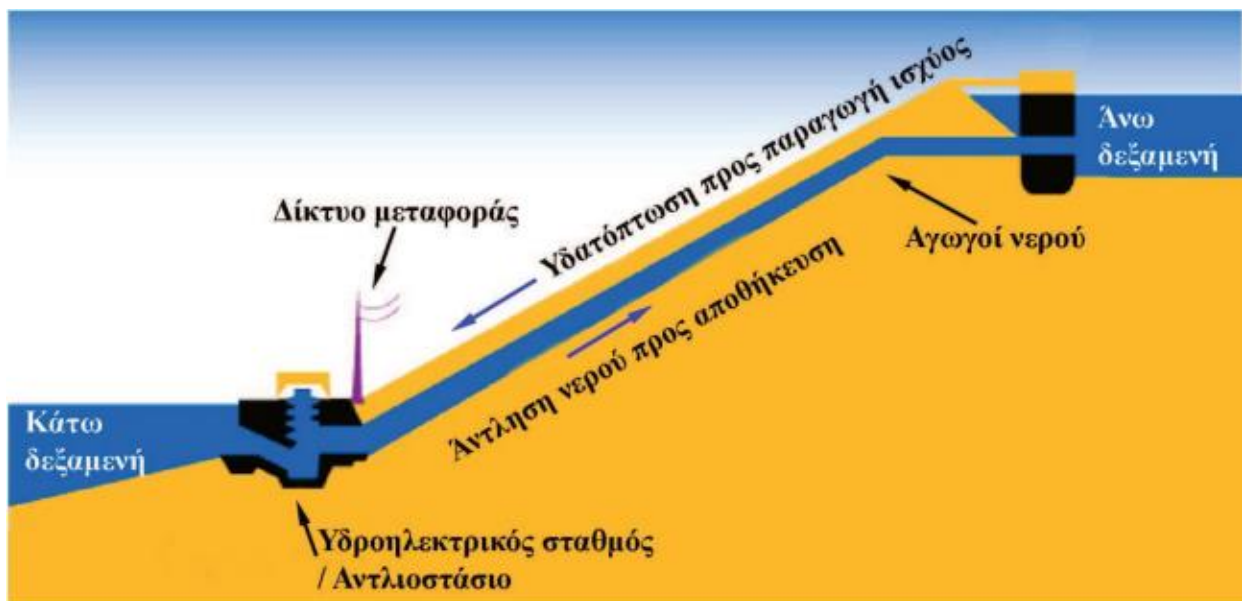 Υδατόπτωση προς παραγωγή ισχύος
Άνω
δεξαμενή
Δίκτυο μεταφοράς
Αγωγοί νερού
Άντληση νερού προς αποθήκευση
Κάτω
δεξαμενή
Υδροηλεκτρικός σταθμός
/ Αντλιοστάσιο